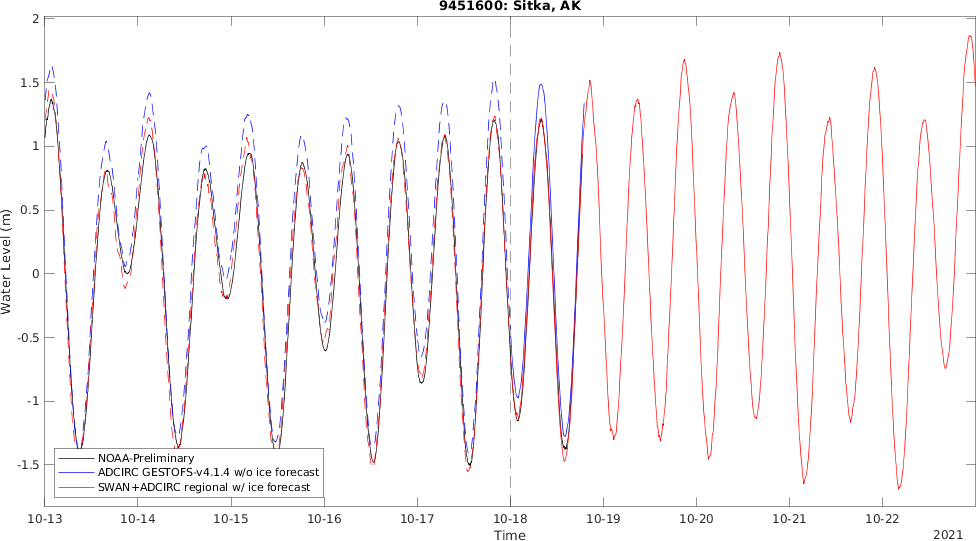 9451600: Sitka, AK
2
1.5
1
0.5
0
-0.5
-1
-1.5
Water Level (m)
NOAA-Preliminary
ADCIRC GESTOFS-v4.1.4 w/o ice forecast
SWAN+ADCIRC regional w/ ice forecast
10-13 10-14 10-15 10-16 10-17 10-18 10-19 10-20 10-21 10-22
Time
2021